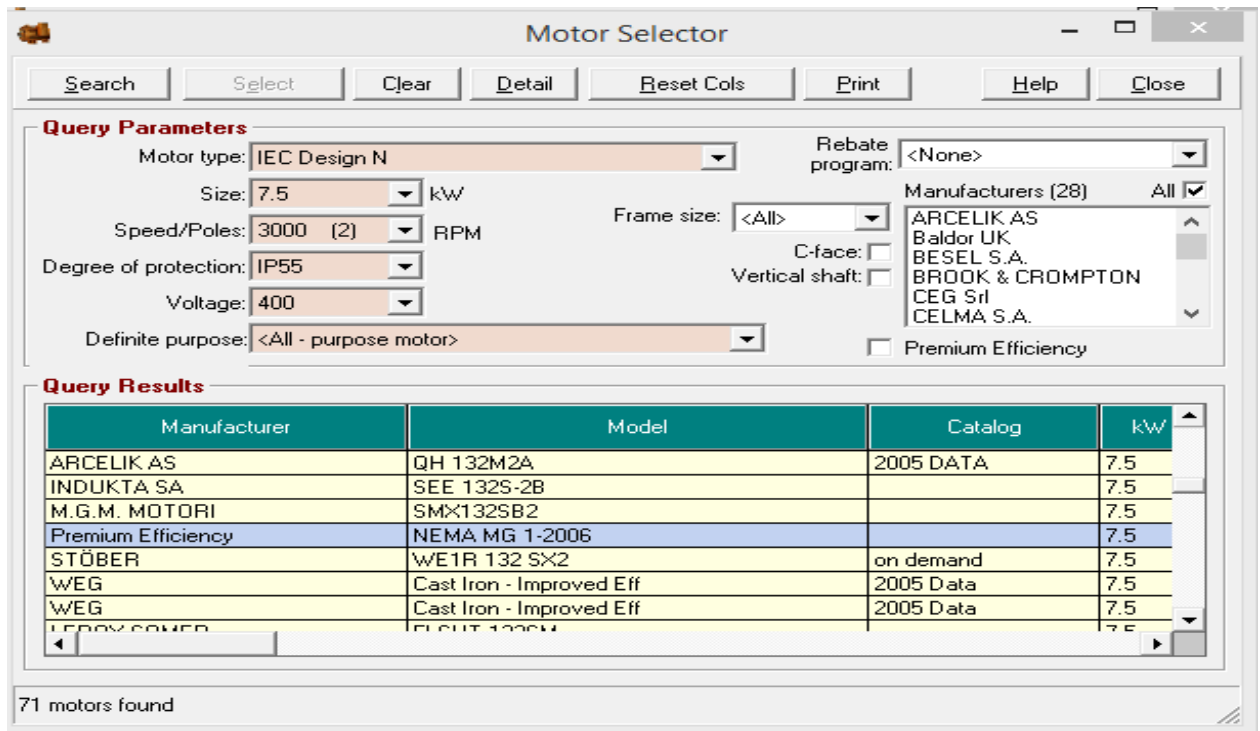 Motor Selector
Search Select Clear Detail Reset Cols Print Help Close
Query Parameters
Motor type: IEC Design N
Rebate program: <None>
Size: 7.5 kW
Manufacturers (28) All
Speed/Poles: 3000 (2) RPM
Frame size: <All>
ARCELIK AS
Baldor UK
C-face:
BESEL S.A.
Degree of protection: IP55
Vertical shaft:
BROOK & CROMPTON
CEG Srl
Voltage: 400
CELMA S.A.
Definite purpose: <All - purpose motor>
Premium Efficiency
Query Results
Manufacturer Model Catalog kW
ARCELIK AS QH 132M2A 2005 DATA 7.5
INDUKTA SA SEE 132S-2B 7.5
M.G.M. MOTORI SMX132SB2 7.5
Premium Efficiency NEMA MG 1-2006 7.5
STÖBER WE1R 132 SX2 on demand 7.5
WEG Cast Iron - Improved Eff 2005 Data 7.5
WEG Cast Iron - Improved Eff 2005 Data 7.5
71 motors found